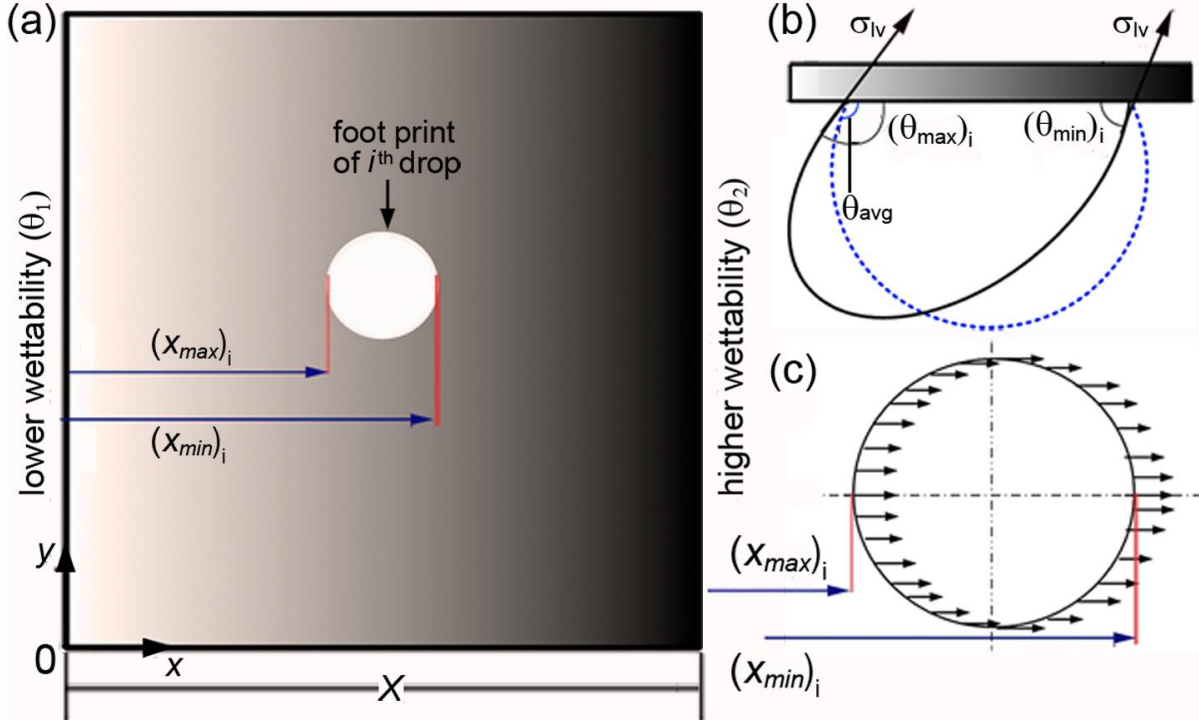 (a)
lower wettability (θ₁)
foot print
of iᵗʰ drop
(xₘₐₓ)ᵢ
(xₘᵢₙ)ᵢ
y
0
x
X
higher wettability (θ₂)
(b)
σlv
σlv
(θmax)ᵢ
(θmin)ᵢ
θavg
(c)
(xₘₐₓ)ᵢ
(xₘᵢₙ)ᵢ